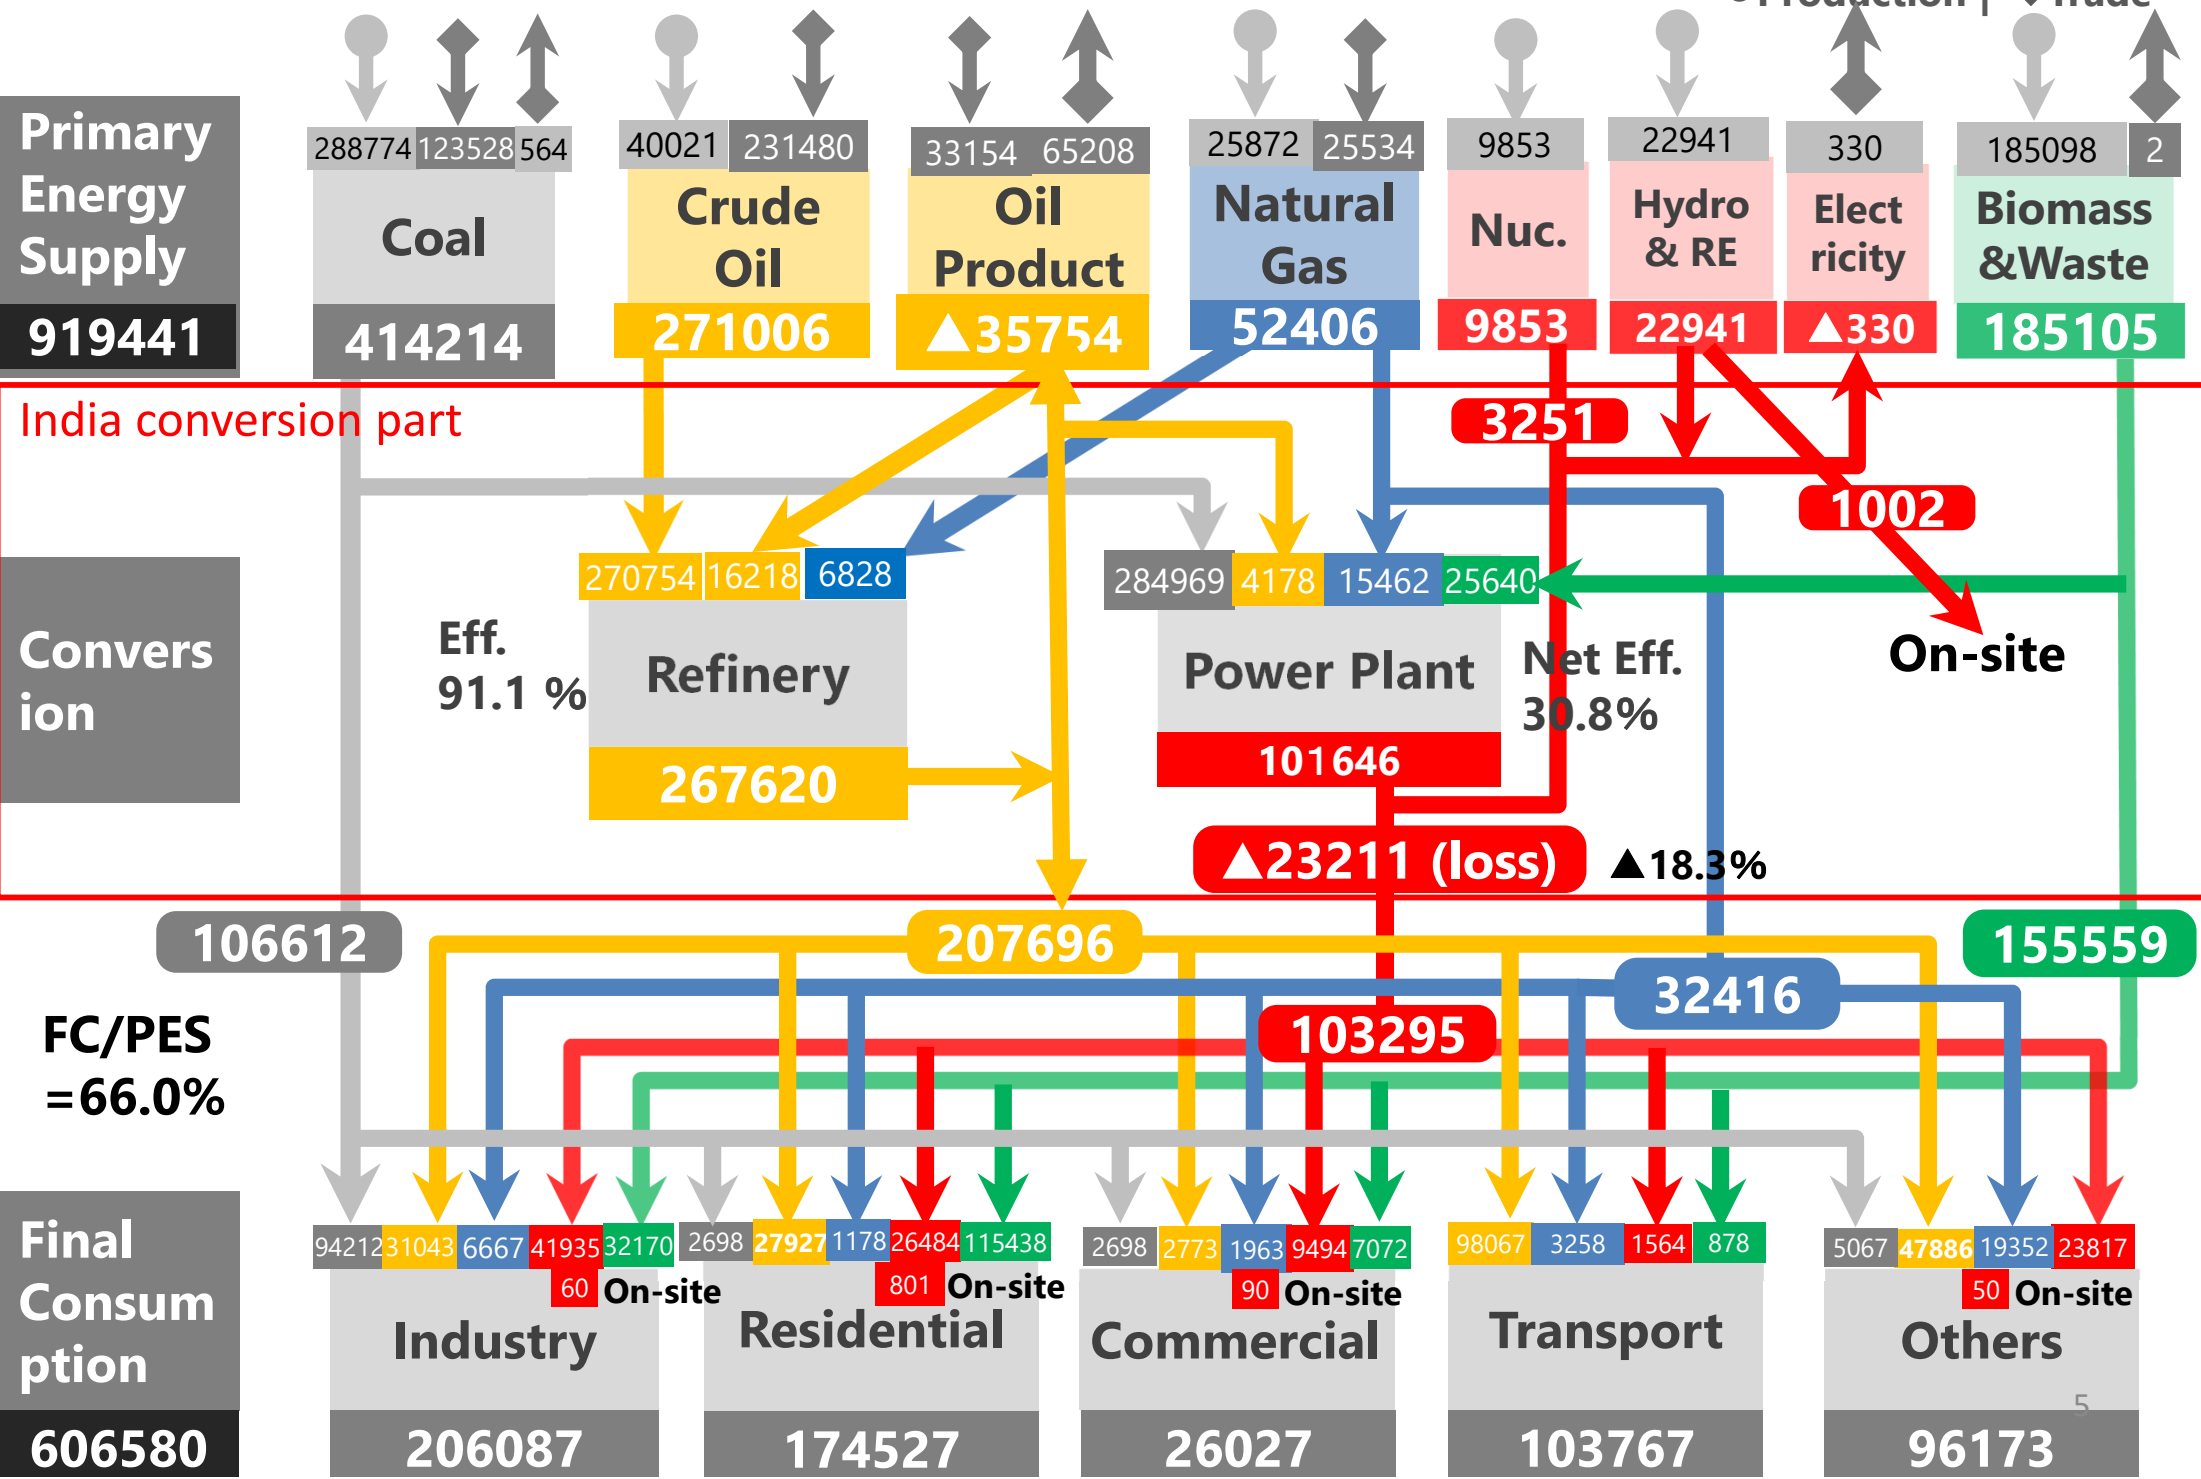 Production | Trade
Primary
Energy
Supply
919441
288774 123528 564
Coal
414214
40021 231480
Crude
Oil
271006
33154 65208
Oil
Product
△35754
25872 25534
Natural
Gas
52406
9853
Nuc.
9853
22941
Hydro
& RE
22941
330
Elect
ricity
△330
185098 2
Biomass
&Waste
185105
India conversion part
3251
1002
On-site
Convers
ion
Eff.
91.1 %
270754 16218 6828
Refinery
267620
284969 4178 15462 25640
Power Plant
101646
Net Eff.
30.8%
▲23211 (loss)
▲18.3%
106612
207696
32416
155559
103295
FC/PES
=66.0%
Final
Consum
ption
606580
94212 31043 6667 41935 32170
60 On-site
Industry
206087
2698 27927 1178 26484 115438
801 On-site
Residential
174527
2698 2773 1963 9494 7072
90 On-site
Commercial
26027
98067 3258 1564 878
Transport
103767
5067 47886 19352 23817
50 On-site
Others
5
96173